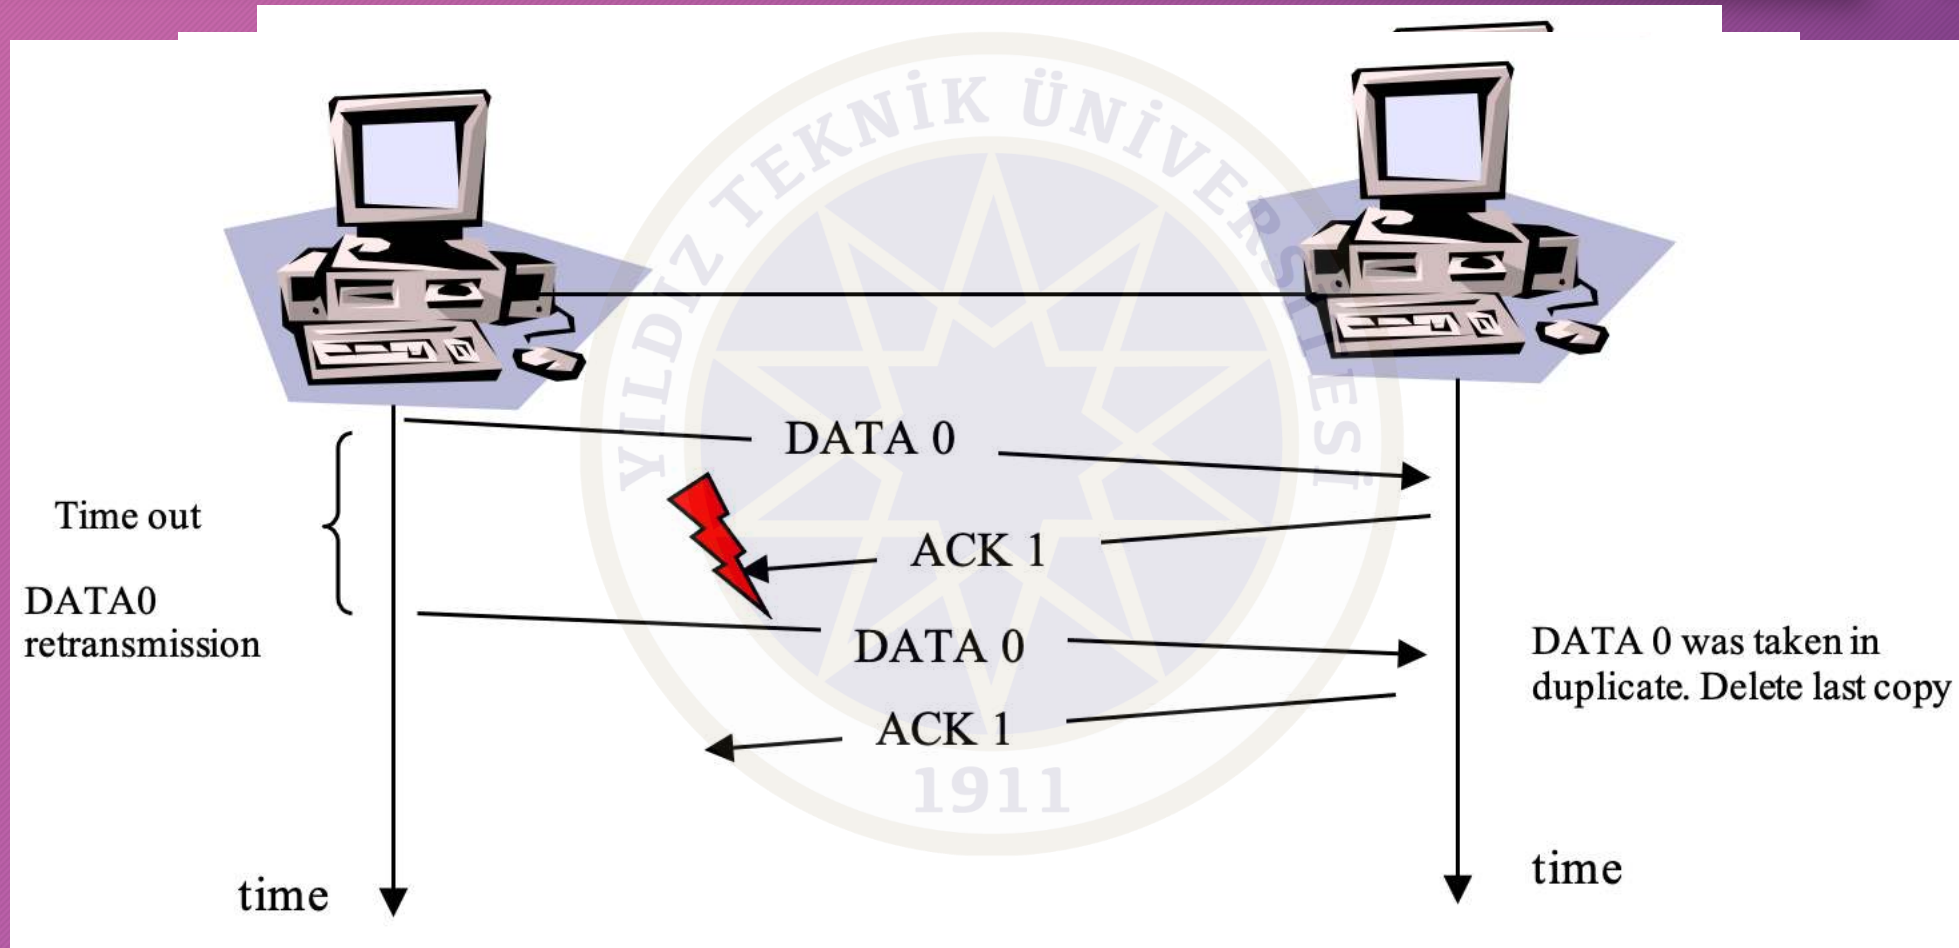 YILDIZ TEKNİK ÜNİVERSİTESİ
DATA 0
Time out
ACK 1
DATA0
retransmission
DATA 0
DATA 0 was taken in
duplicate. Delete last copy
ACK 1
1911
time
time